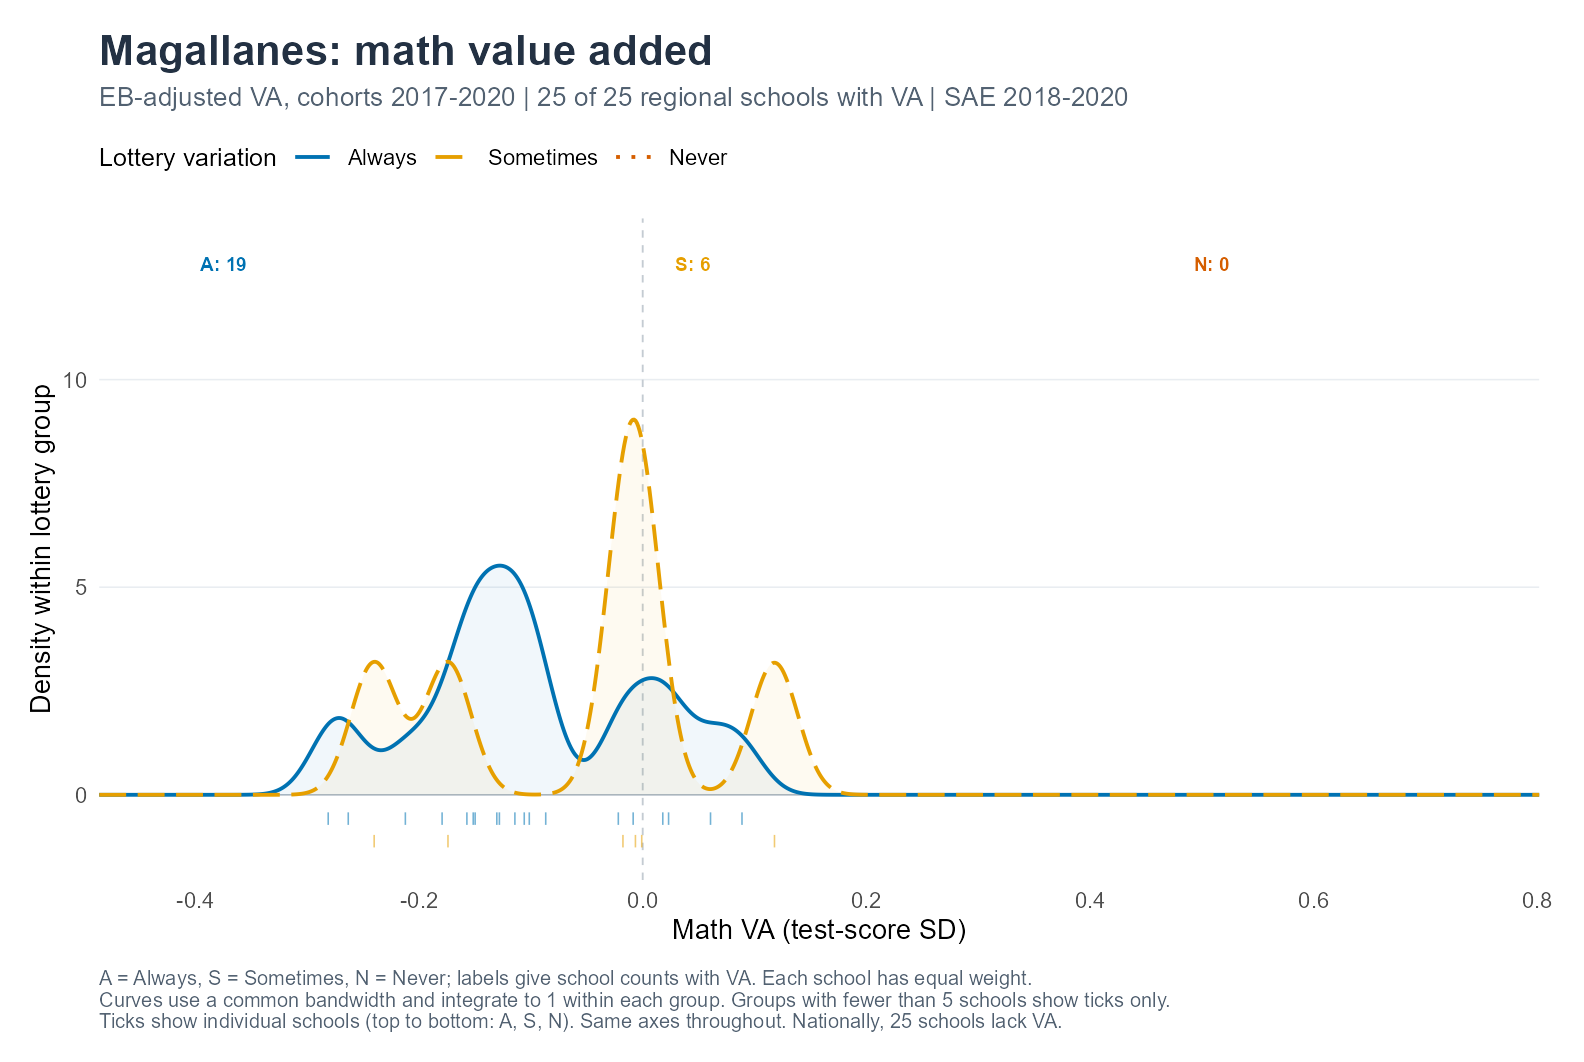 Magallanes: math value added
EB-adjusted VA, cohorts 2017-2020 | 25 of 25 regional schools with VA | SAE 2018-2020
Lottery variation Always Sometimes Never
A: 19 S: 6 N: 0
10
5
0
Density within lottery group
-0.4 -0.2 0.0 0.2 0.4 0.6 0.8
Math VA (test-score SD)
A = Always, S = Sometimes, N = Never; labels give school counts with VA. Each school has equal weight.
Curves use a common bandwidth and integrate to 1 within each group. Groups with fewer than 5 schools show ticks only.
Ticks show individual schools (top to bottom: A, S, N). Same axes throughout. Nationally, 25 schools lack VA.